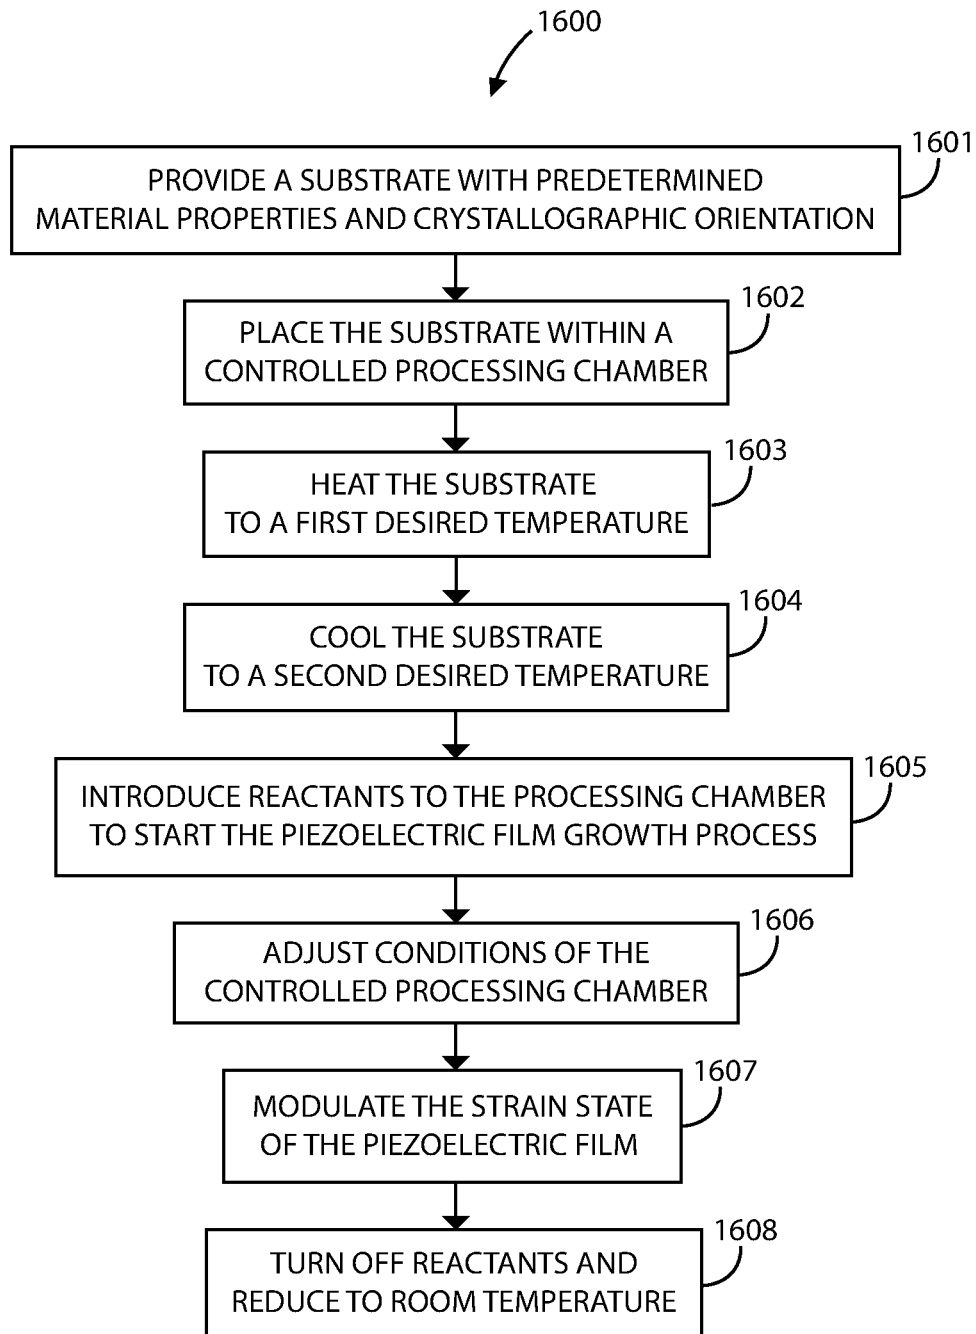 1600
1601
PROVIDE A SUBSTRATE WITH PREDETERMINED
MATERIAL PROPERTIES AND CRYSTALLOGRAPHIC ORIENTATION
1602
PLACE THE SUBSTRATE WITHIN A
CONTROLLED PROCESSING CHAMBER
1603
HEAT THE SUBSTRATE
TO A FIRST DESIRED TEMPERATURE
1604
COOL THE SUBSTRATE
TO A SECOND DESIRED TEMPERATURE
1605
INTRODUCE REACTANTS TO THE PROCESSING CHAMBER
TO START THE PIEZOELECTRIC FILM GROWTH PROCESS
1606
ADJUST CONDITIONS OF THE
CONTROLLED PROCESSING CHAMBER
1607
MODULATE THE STRAIN STATE
OF THE PIEZOELECTRIC FILM
1608
TURN OFF REACTANTS AND
REDUCE TO ROOM TEMPERATURE